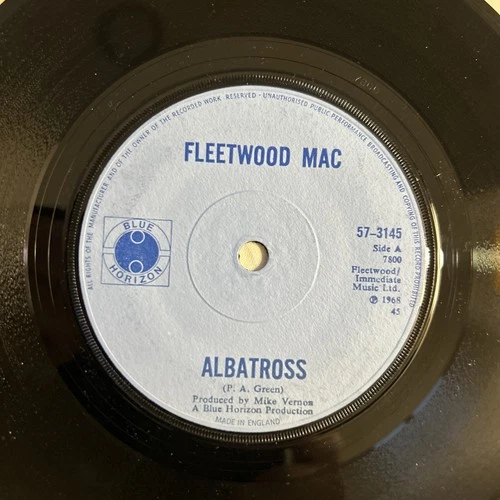 ALL RIGHTS OF THE MANUFACTURER AND OF THE OWNER OF THE RECORDED WORK RESERVED - UNAUTHORISED PUBLIC PERFORMANCE BROADCASTING AND COPYING OF THIS RECORD PROHIBITED
FLEETWOOD MAC
BLUE
HORIZON
57-3145
Side A
7800
Fleetwood/
Immediate
Music Ltd.
℗ 1968
45
ALBATROSS
(P. A. Green)
Produced by Mike Vernon
A Blue Horizon Production
MADE IN ENGLAND